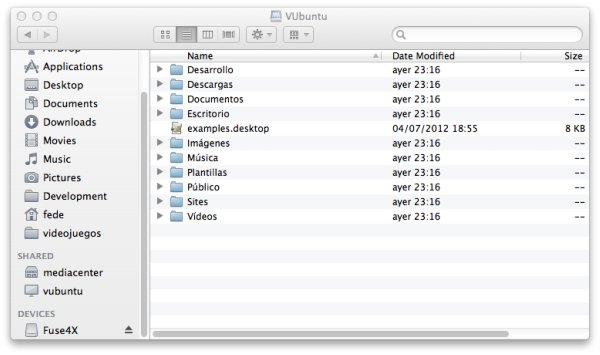 VUbuntu
Name Date Modified Size
AirDrop
Applications
Desktop
Documents
Downloads
Movies
Music
Pictures
Development
fede
videojuegos
SHARED
mediacenter
vubuntu
DEVICES
Fuse4X
Desarrollo ayer 23:16 --
Descargas ayer 23:16 --
Documentos ayer 23:16 --
Escritorio ayer 23:16 --
examples.desktop 04/07/2012 18:55 8 KB
Imágenes ayer 23:16 --
Música ayer 23:16 --
Plantillas ayer 23:16 --
Público ayer 23:16 --
Sites ayer 23:16 --
Vídeos ayer 23:16 --